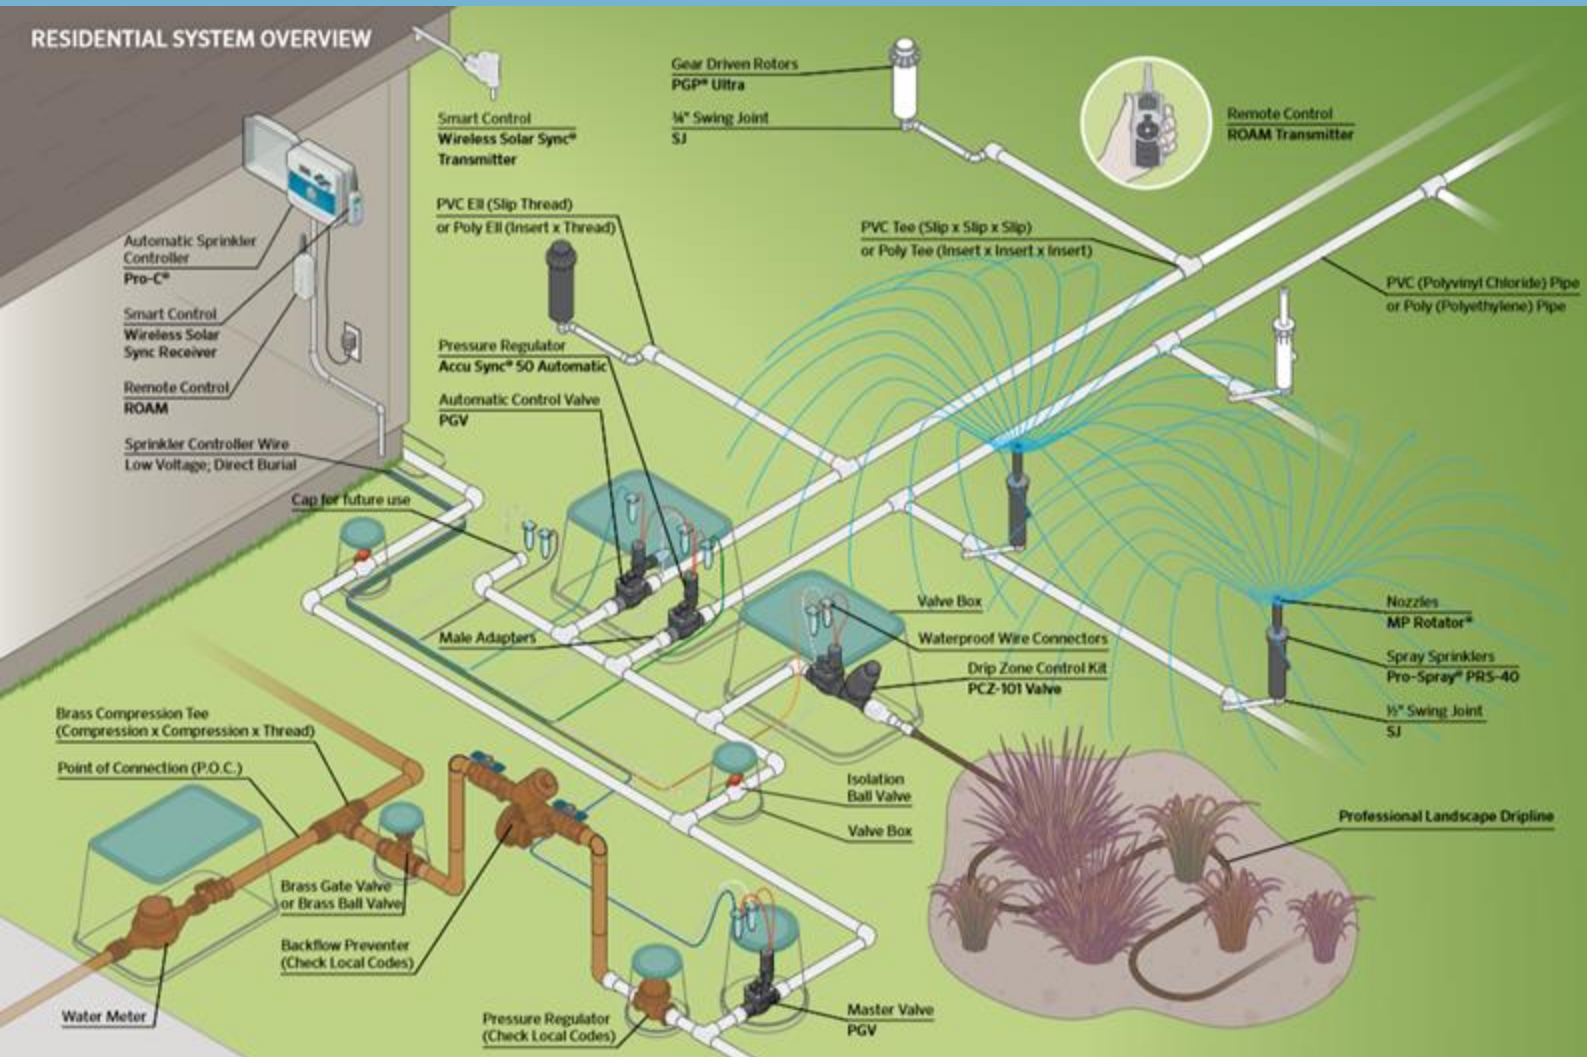 RESIDENTIAL SYSTEM OVERVIEW
Smart Control
Wireless Solar Sync®
Transmitter
Gear Driven Rotors
PGP® Ultra
¾" Swing Joint
SJ
Remote Control
ROAM Transmitter
PVC Ell (Slip Thread)
or Poly Ell (Insert x Thread)
PVC Tee (Slip x Slip x Slip)
or Poly Tee (Insert x Insert x Insert)
PVC (Polyvinyl Chloride) Pipe
or Poly (Polyethylene) Pipe
Automatic Sprinkler
Controller
Pro-C®
Smart Control
Wireless Solar
Sync Receiver
Remote Control
ROAM
Sprinkler Controller Wire
Low Voltage; Direct Burial
Pressure Regulator
Accu Sync® 50 Automatic
Automatic Control Valve
PGV
Cap for future use
Male Adapters
Valve Box
Waterproof Wire Connectors
Drip Zone Control Kit
PCZ-101 Valve
Nozzles
MP Rotator®
Spray Sprinklers
Pro-Spray® PRS-40
½" Swing Joint
SJ
Brass Compression Tee
(Compression x Compression x Thread)
Point of Connection (P.O.C.)
Isolation
Ball Valve
Valve Box
Professional Landscape Dripline
Brass Gate Valve
or Brass Ball Valve
Backflow Preventer
(Check Local Codes)
Water Meter
Pressure Regulator
(Check Local Codes)
Master Valve
PGV